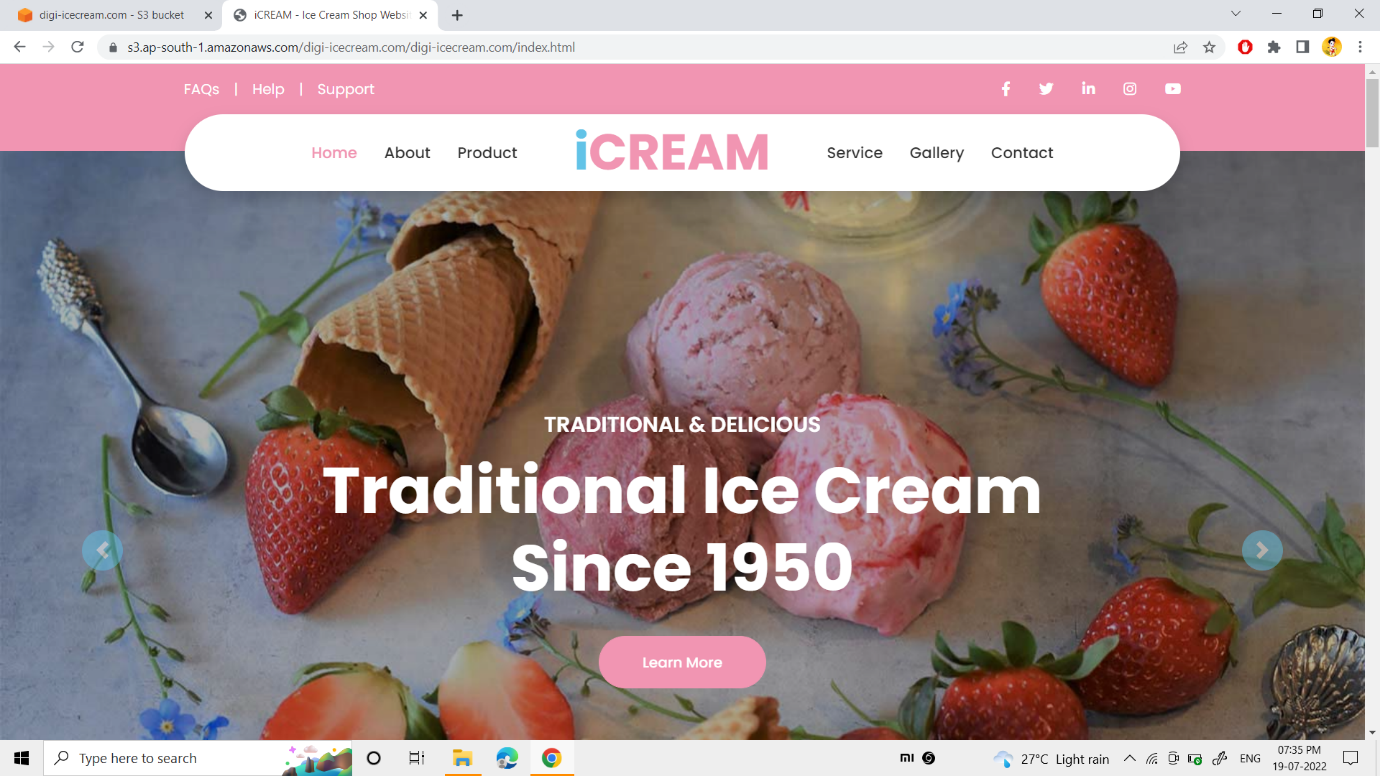 digi-icecream.com - S3 bucket
iCREAM - Ice Cream Shop Websi
s3.ap-south-1.amazonaws.com/digi-icecream.com/digi-icecream.com/index.html
FAQs | Help | Support
Home About Product iCREAM Service Gallery Contact
TRADITIONAL & DELICIOUS
Traditional Ice Cream
Since 1950
Learn More
Type here to search
27°C Light rain
ENG
07:35 PM
19-07-2022